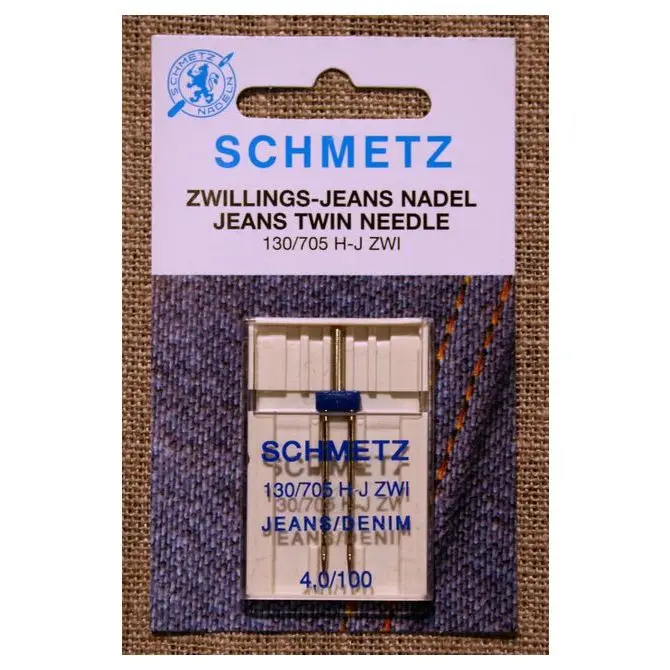 SCHMETZ
NADELN
SCHMETZ
ZWILLINGS-JEANS NADEL
JEANS TWIN NEEDLE
130/705 H-J ZWI
SCHMETZ
130/705 H-J ZWI
JEANS/DENIM
4,0/100